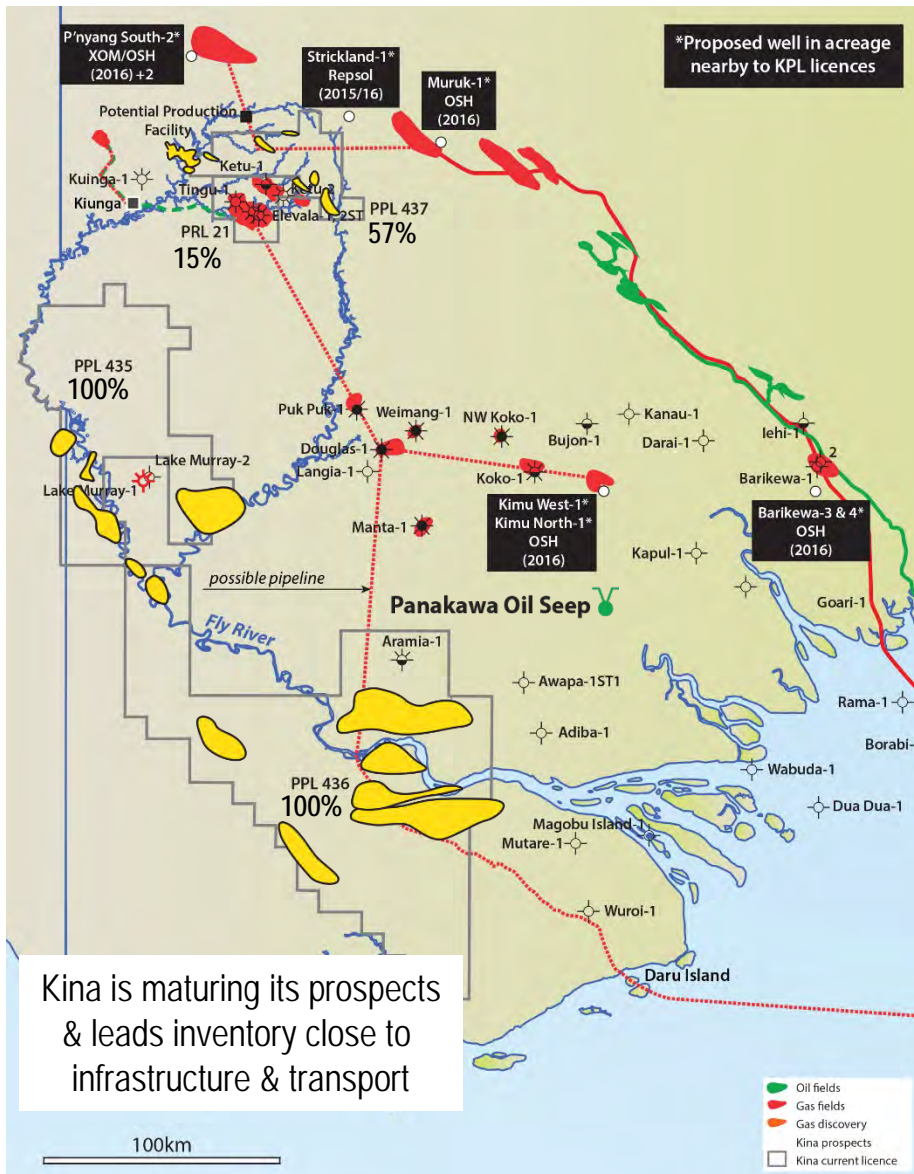 P'nyang South-2*
XOM/OSH
(2016) +2
Strickland-1*
Repsol
(2015/16)
Muruk-1*
OSH
(2016)
*Proposed well in acreage
nearby to KPL licences
Potential Production
Facility
Ketu-1
Kuinga-1
Kiunga
Tingu-1
Ketu-2
Elevala-1, 2ST
PRL 21
15%
PPL 437
57%
PPL 435
100%
Puk Puk-1
Weimang-1
NW Koko-1
Bujon-1
Kanau-1
Darai-1
Iehi-1
2
Douglas-1
Langia-1
Koko-1
Barikewa-1
Lake Murray-2
Lake Murray-1
Kimu West-1*
Kimu North-1*
OSH
(2016)
Barikewa-3 & 4*
OSH
(2016)
Manta-1
Kapul-1
possible pipeline
Panakawa Oil Seep
Goari-1
Fly River
Aramia-1
Awapa-1ST1
Rama-1
Adiba-1
Borabi-
PPL 436
100%
Wabuda-1
Dua Dua-1
Magobu Island-1
Mutare-1
Wuroi-1
Daru Island
Kina is maturing its prospects
& leads inventory close to
infrastructure & transport
100km
Oil fields
Gas fields
Gas discovery
Kina prospects
Kina current licence